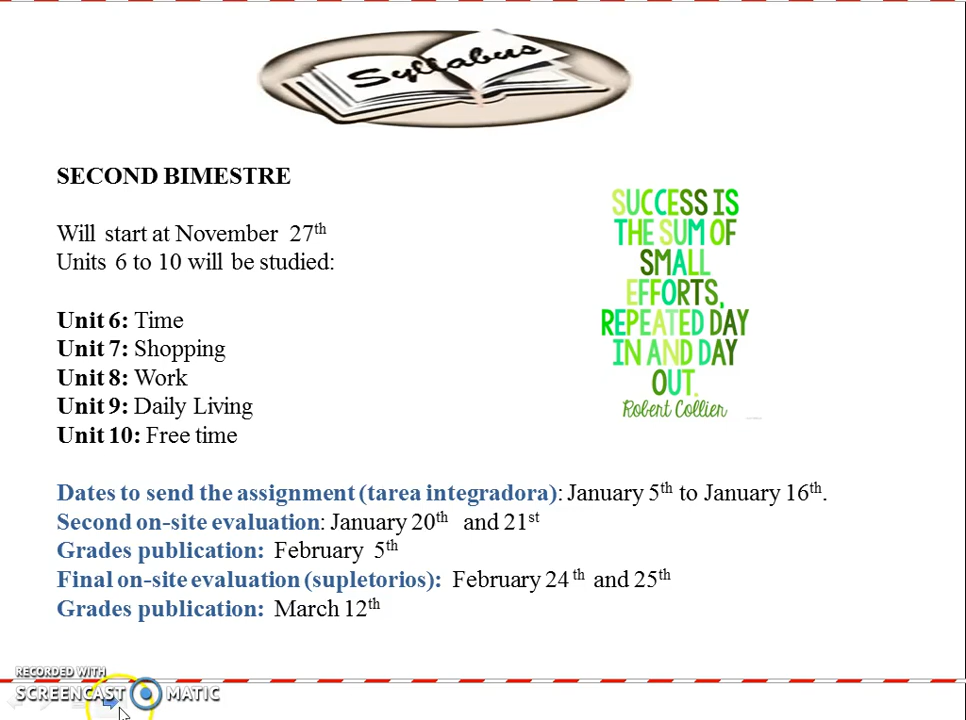 Syllabus
SECOND BIMESTRE
Will start at November 27th
Units 6 to 10 will be studied:
Unit 6: Time
Unit 7: Shopping
Unit 8: Work
Unit 9: Daily Living
Unit 10: Free time
SUCCESS IS
THE SUM OF
SMALL
EFFORTS,
REPEATED DAY
IN AND DAY
OUT.
Robert Collier
Dates to send the assignment (tarea integradora): January 5th to January 16th.
Second on-site evaluation: January 20th and 21st
Grades publication: February 5th
Final on-site evaluation (supletorios): February 24th and 25th
Grades publication: March 12th
RECORDED WITH
SCREENCAST MATIC